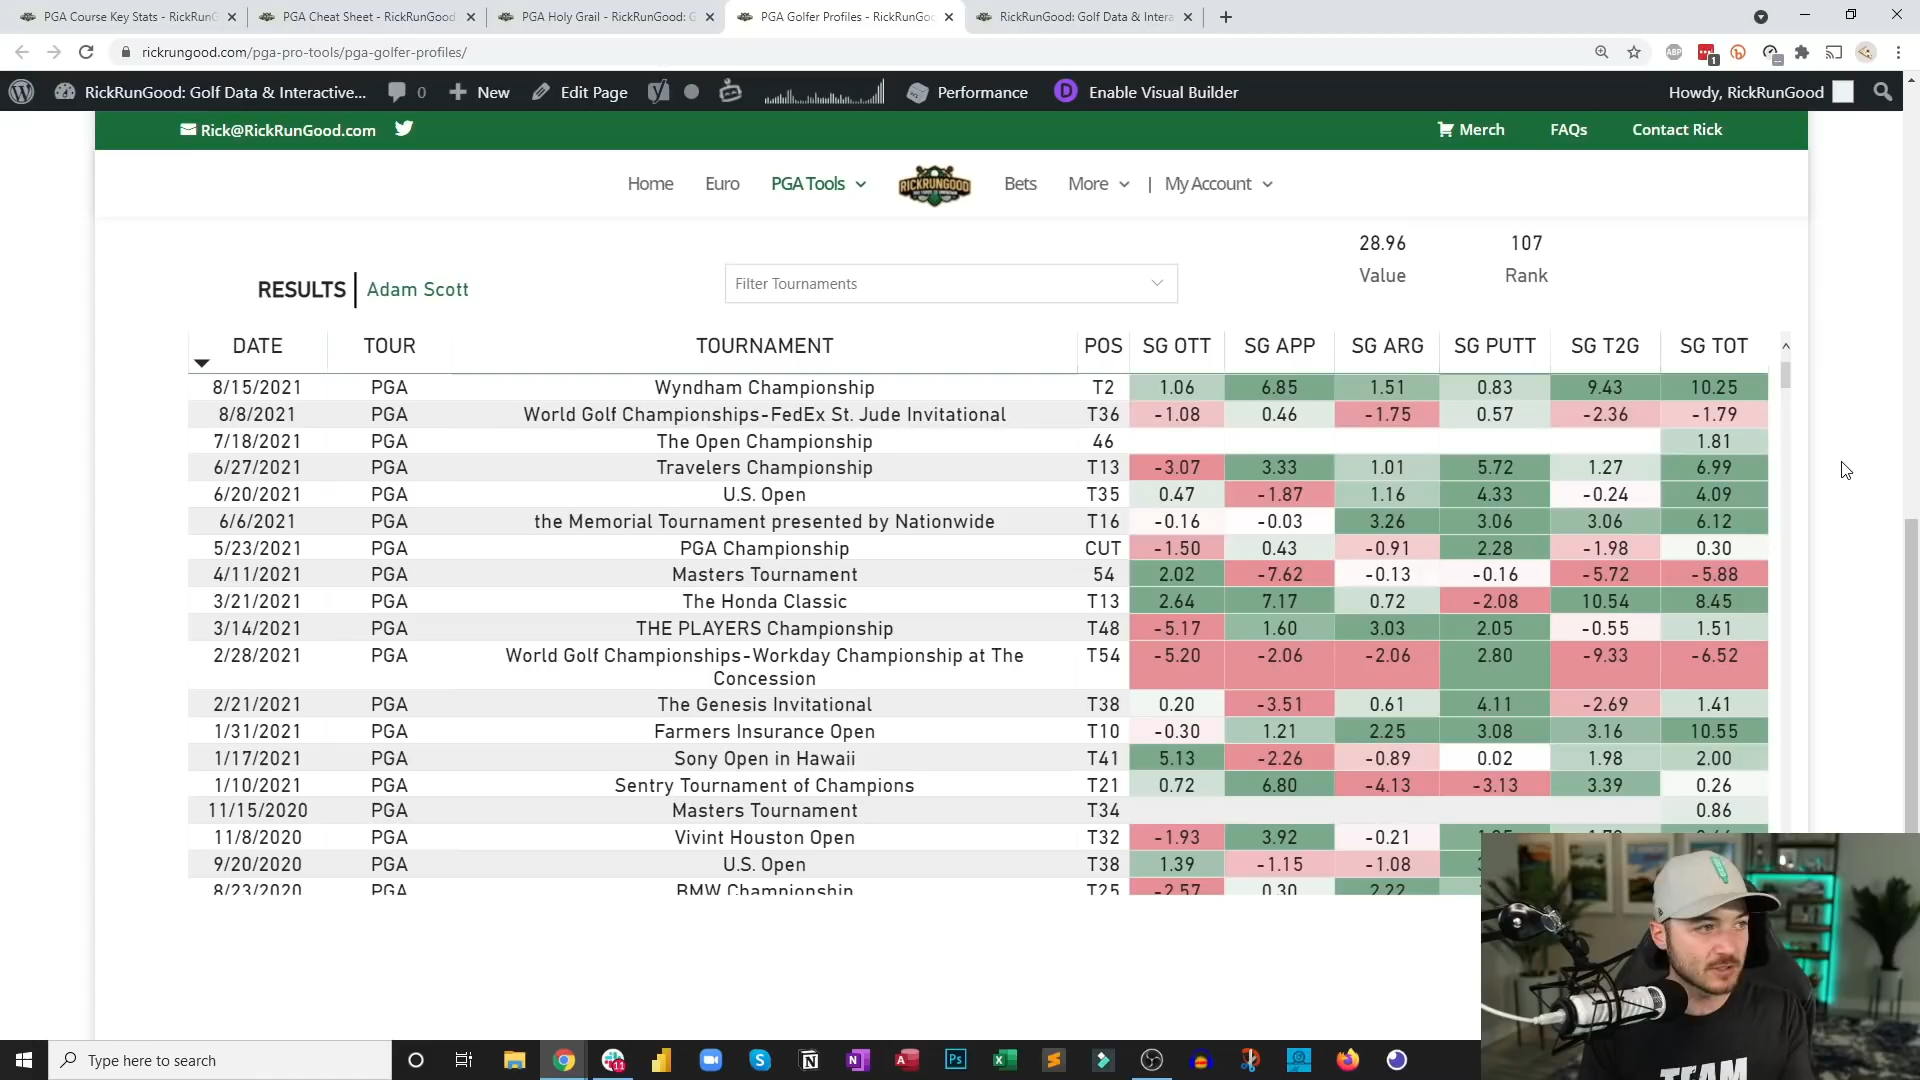 PGA Course Key Stats - RickRunG
PGA Cheat Sheet - RickRunGood
PGA Holy Grail - RickRunGood: G
PGA Golfer Profiles - RickRunGoo
RickRunGood: Golf Data & Intera
rickrungood.com/pga-pro-tools/pga-golfer-profiles/
ABP
1
RickRunGood: Golf Data & Interactive... 0 New Edit Page Performance Enable Visual Builder Howdy, RickRunGood
Rick@RickRunGood.com Merch FAQs Contact Rick
Home Euro PGA Tools RICKRUNGOOD Bets More | My Account
28.96 107
Value Rank
RESULTS Adam Scott Filter Tournaments
DATE TOUR TOURNAMENT POS SG OTT SG APP SG ARG SG PUTT SG T2G SG TOT
8/15/2021 PGA Wyndham Championship T2 1.06 6.85 1.51 0.83 9.43 10.25
8/8/2021 PGA World Golf Championships-FedEx St. Jude Invitational T36 -1.08 0.46 -1.75 0.57 -2.36 -1.79
7/18/2021 PGA The Open Championship 46 1.81
6/27/2021 PGA Travelers Championship T13 -3.07 3.33 1.01 5.72 1.27 6.99
6/20/2021 PGA U.S. Open T35 0.47 -1.87 1.16 4.33 -0.24 4.09
6/6/2021 PGA the Memorial Tournament presented by Nationwide T16 -0.16 -0.03 3.26 3.06 3.06 6.12
5/23/2021 PGA PGA Championship CUT -1.50 0.43 -0.91 2.28 -1.98 0.30
4/11/2021 PGA Masters Tournament 54 2.02 -7.62 -0.13 -0.16 -5.72 -5.88
3/21/2021 PGA The Honda Classic T13 2.64 7.17 0.72 -2.08 10.54 8.45
3/14/2021 PGA THE PLAYERS Championship T48 -5.17 1.60 3.03 2.05 -0.55 1.51
2/28/2021 PGA World Golf Championships-Workday Championship at The T54 -5.20 -2.06 -2.06 2.80 -9.33 -6.52
Concession
2/21/2021 PGA The Genesis Invitational T38 0.20 -3.51 0.61 4.11 -2.69 1.41
1/31/2021 PGA Farmers Insurance Open T10 -0.30 1.21 2.25 3.08 3.16 10.55
1/17/2021 PGA Sony Open in Hawaii T41 5.13 -2.26 -0.89 0.02 1.98 2.00
1/10/2021 PGA Sentry Tournament of Champions T21 0.72 6.80 -4.13 -3.13 3.39 0.26
11/15/2020 PGA Masters Tournament T34 0.86
11/8/2020 PGA Vivint Houston Open T32 -1.93 3.92 -0.21
9/20/2020 PGA U.S. Open T38 1.39 -1.15 -1.08
8/23/2020 PGA BMW Championship T25 -2.57 0.30 2.22
TEAM
Type here to search
11
Ps